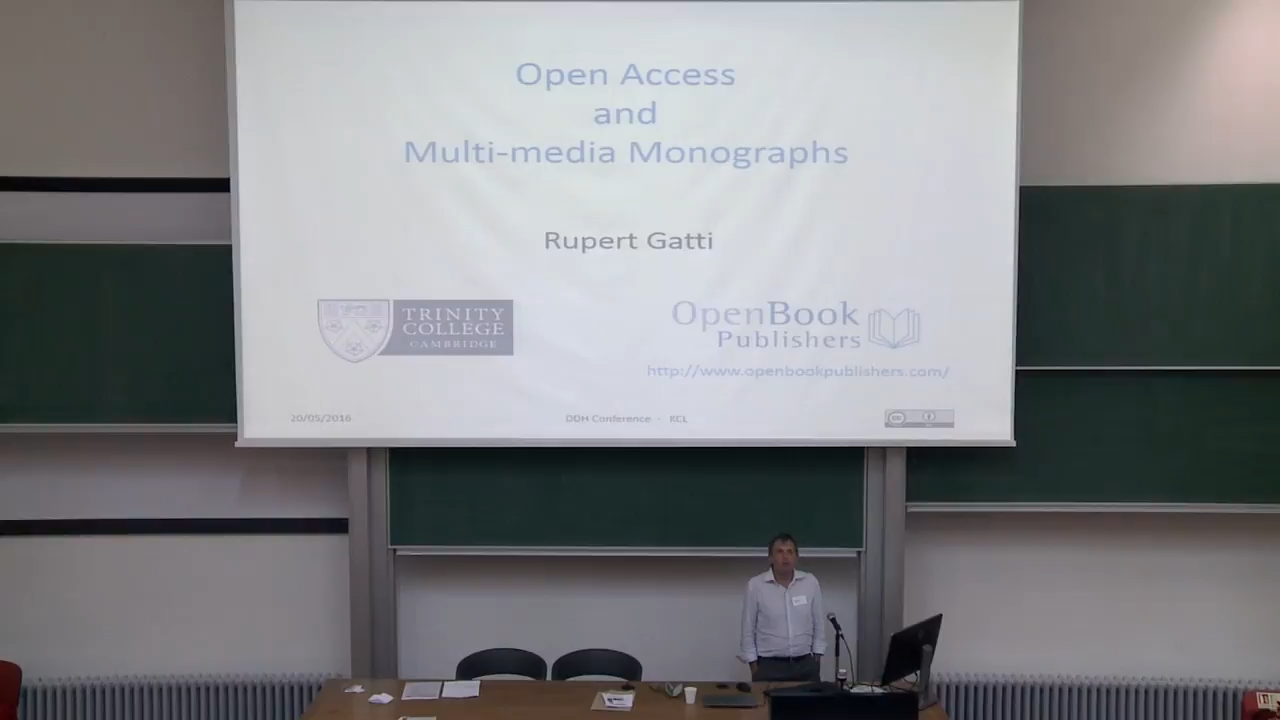 Open Access
and
Multi-media Monographs
Rupert Gatti
TRINITY
COLLEGE
CAMBRIDGE
OpenBook
Publishers
http://www.openbookpublishers.com/
20/05/2016
DDH Conference - KCL